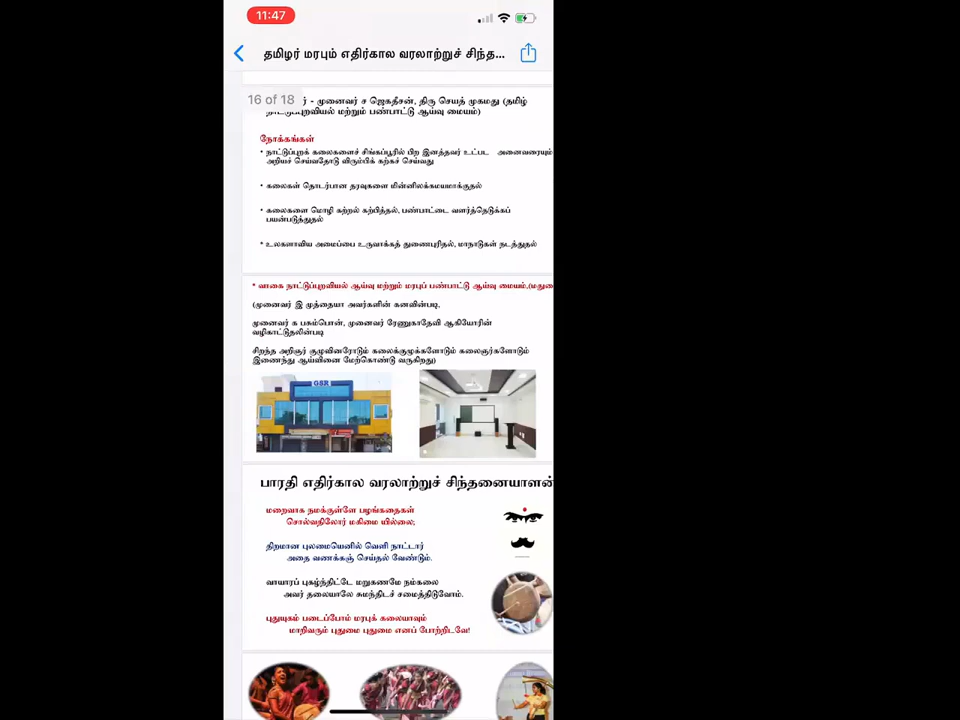 11:47
தமிழர் மரபும் எதிர்கால வரலாற்றுச் சிந்த...
16 of 18
- முனைவர் ச ஜெகதீசன், திரு செயத் முகமது (தமிழ்
நாட்டுப்புறவியல் மற்றும் பண்பாட்டு ஆய்வு மையம்)
நோக்கங்கள்
• நாட்டுப்புறக் கலைகளைச் சிங்கப்பூரில் பிற இனத்தவர் உட்பட அனைவரையும்
அறியச் செய்வதோடு விரும்பிக் கற்கச் செய்வது
• கலைகள் தொடர்பான தரவுகளை மின்னிலக்கமயமாக்குதல்
• கலைகளை மொழி கற்றல் கற்பித்தல், பண்பாட்டை வளர்த்தெடுக்கப்
பயன்படுத்துதல்
* உலகளாவிய அமைப்பை உருவாக்கத் துணைபுரிதல், மாநாடுகள் நடத்துதல்
* வாகை நாட்டுப்புறவியல் ஆய்வு மற்றும் மரபுப் பண்பாட்டு ஆய்வு மையம்,(மதுரை
(முனைவர் இ முத்தையா அவர்களின் கனவின்படி,
முனைவர் க பசும்பொன், முனைவர் ரேணுகாதேவி ஆகியோரின்
வழிகாட்டுதலின்படி
சிறந்த அறிஞர் குழுவினரோடும் கலைக்குழுக்களோடும் கலைஞர்களோடும்
இணைந்து ஆய்வினை மேற்கொண்டு வருகிறது)
GSR
பாரதி எதிர்கால வரலாற்றுச் சிந்தனையாளன்
மறைவாக நமக்குள்ளே பழங்கதைகள்
சொல்வதிலோர் மகிமை யில்லை;
திறமான புலமையெனில் வெளி நாட்டார்
அதை வணக்கஞ் செய்தல் வேண்டும்.
வாயாரப் புகழ்ந்திட்டே மறுகணமே நம்கலை
அவர் தலையாலே சுமந்திடச் சமைத்திடுவோம்.
புதுயுகம் படைப்போம் மரபுக் கலையாவும்
மாறிவரும் புதுமை புதுமை எனப் போற்றிடவே!